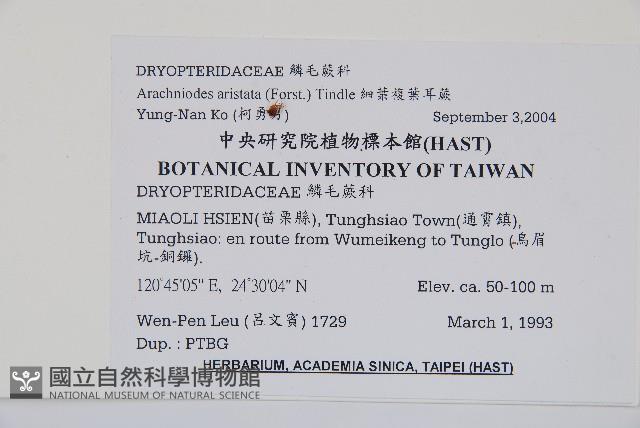 DRYOPTERIDACEAE 鱗毛蕨科
Arachniodes aristata (Forst.) Tindle 細葉複葉耳蕨
Yung-Nan Ko (柯勇男) September 3,2004
中央研究院植物標本館(HAST)
BOTANICAL INVENTORY OF TAIWAN
DRYOPTERIDACEAE 鱗毛蕨科
MIAOLI HSIEN(苗栗縣), Tunghsiao Town(通霄鎮),
Tunghsiao: en route from Wumeikeng to Tunglo (烏眉
坑-銅鑼).
120°45'05" E, 24°30'04" N Elev. ca. 50-100 m
Wen-Pen Leu (呂文賓) 1729 March 1, 1993
Dup. : PTBG
HERBARIUM, ACADEMIA SINICA, TAIPEI (HAST)
國立自然科學博物館
NATIONAL MUSEUM OF NATURAL SCIENCE